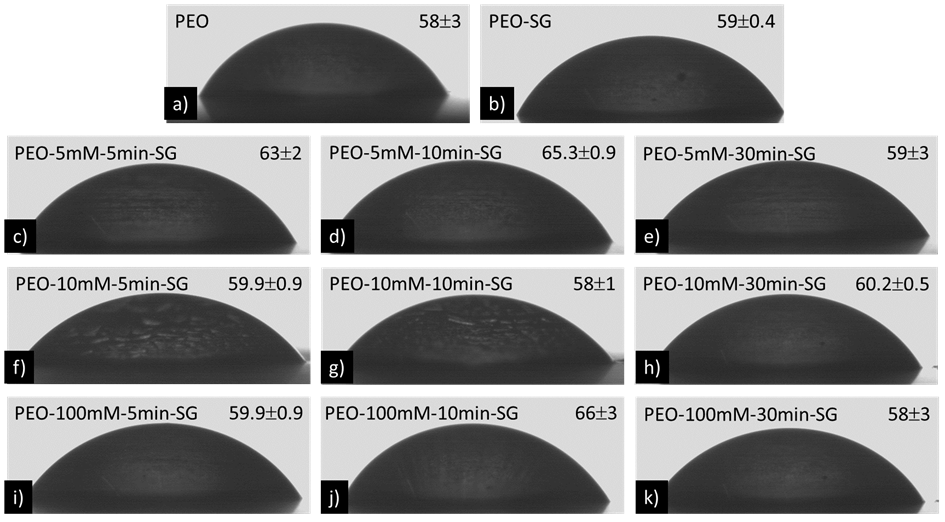 PEO 58±3
a)
PEO-SG 59±0.4
b)
PEO-5mM-5min-SG 63±2
c)
PEO-5mM-10min-SG 65.3±0.9
d)
PEO-5mM-30min-SG 59±3
e)
PEO-10mM-5min-SG 59.9±0.9
f)
PEO-10mM-10min-SG 58±1
g)
PEO-10mM-30min-SG 60.2±0.5
h)
PEO-100mM-5min-SG 59.9±0.9
i)
PEO-100mM-10min-SG 66±3
j)
PEO-100mM-30min-SG 58±3
k)